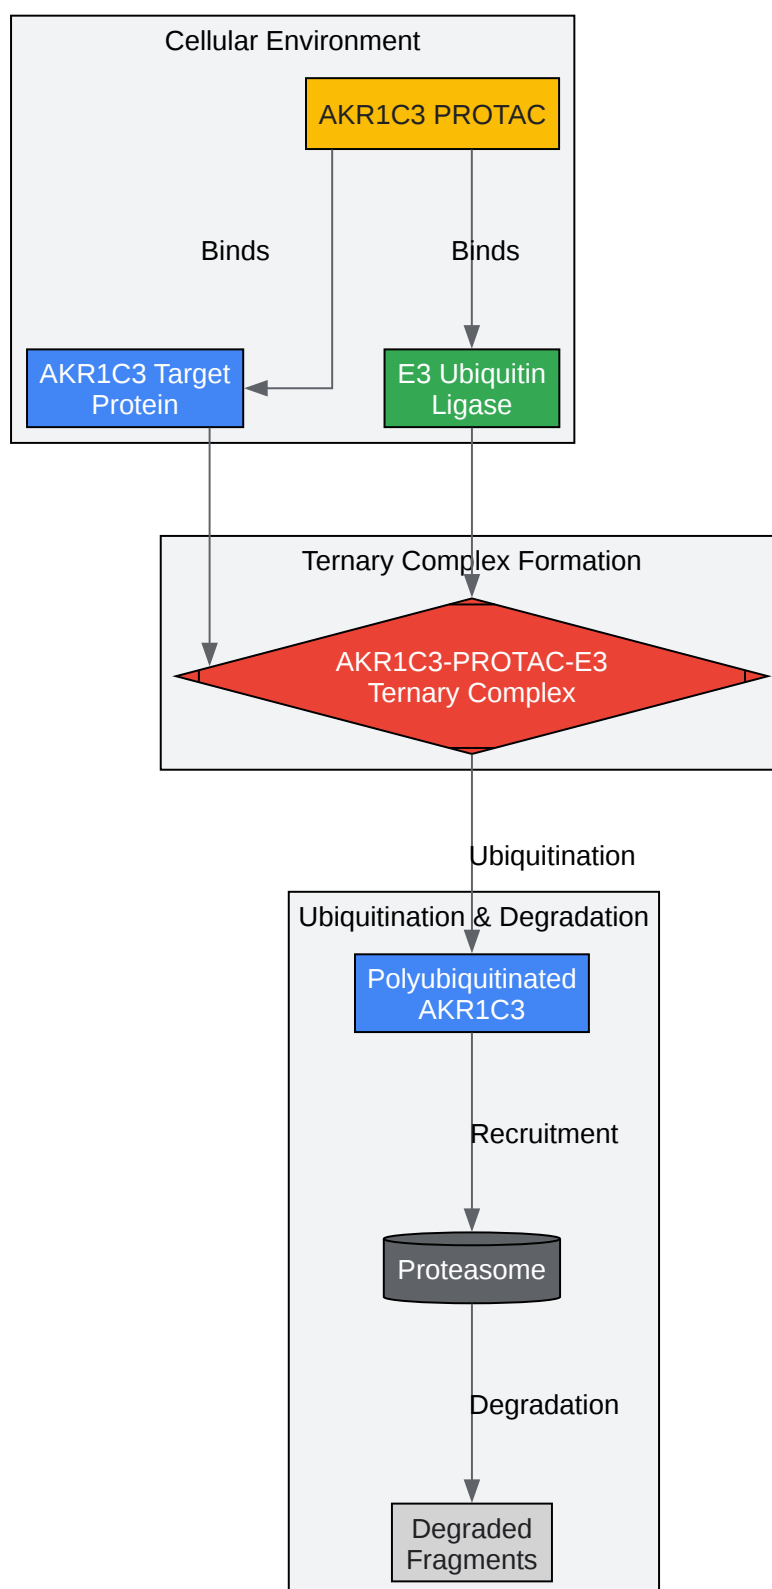 Cellular Environment
AKR1C3 PROTAC
Binds
Binds
AKR1C3 Target
Protein
E3 Ubiquitin
Ligase
Ternary Complex Formation
AKR1C3-PROTAC-E3
Ternary Complex
Ubiquitination
Ubiquitination & Degradation
Polyubiquitinated
AKR1C3
Recruitment
Proteasome
Degradation
Degraded
Fragments